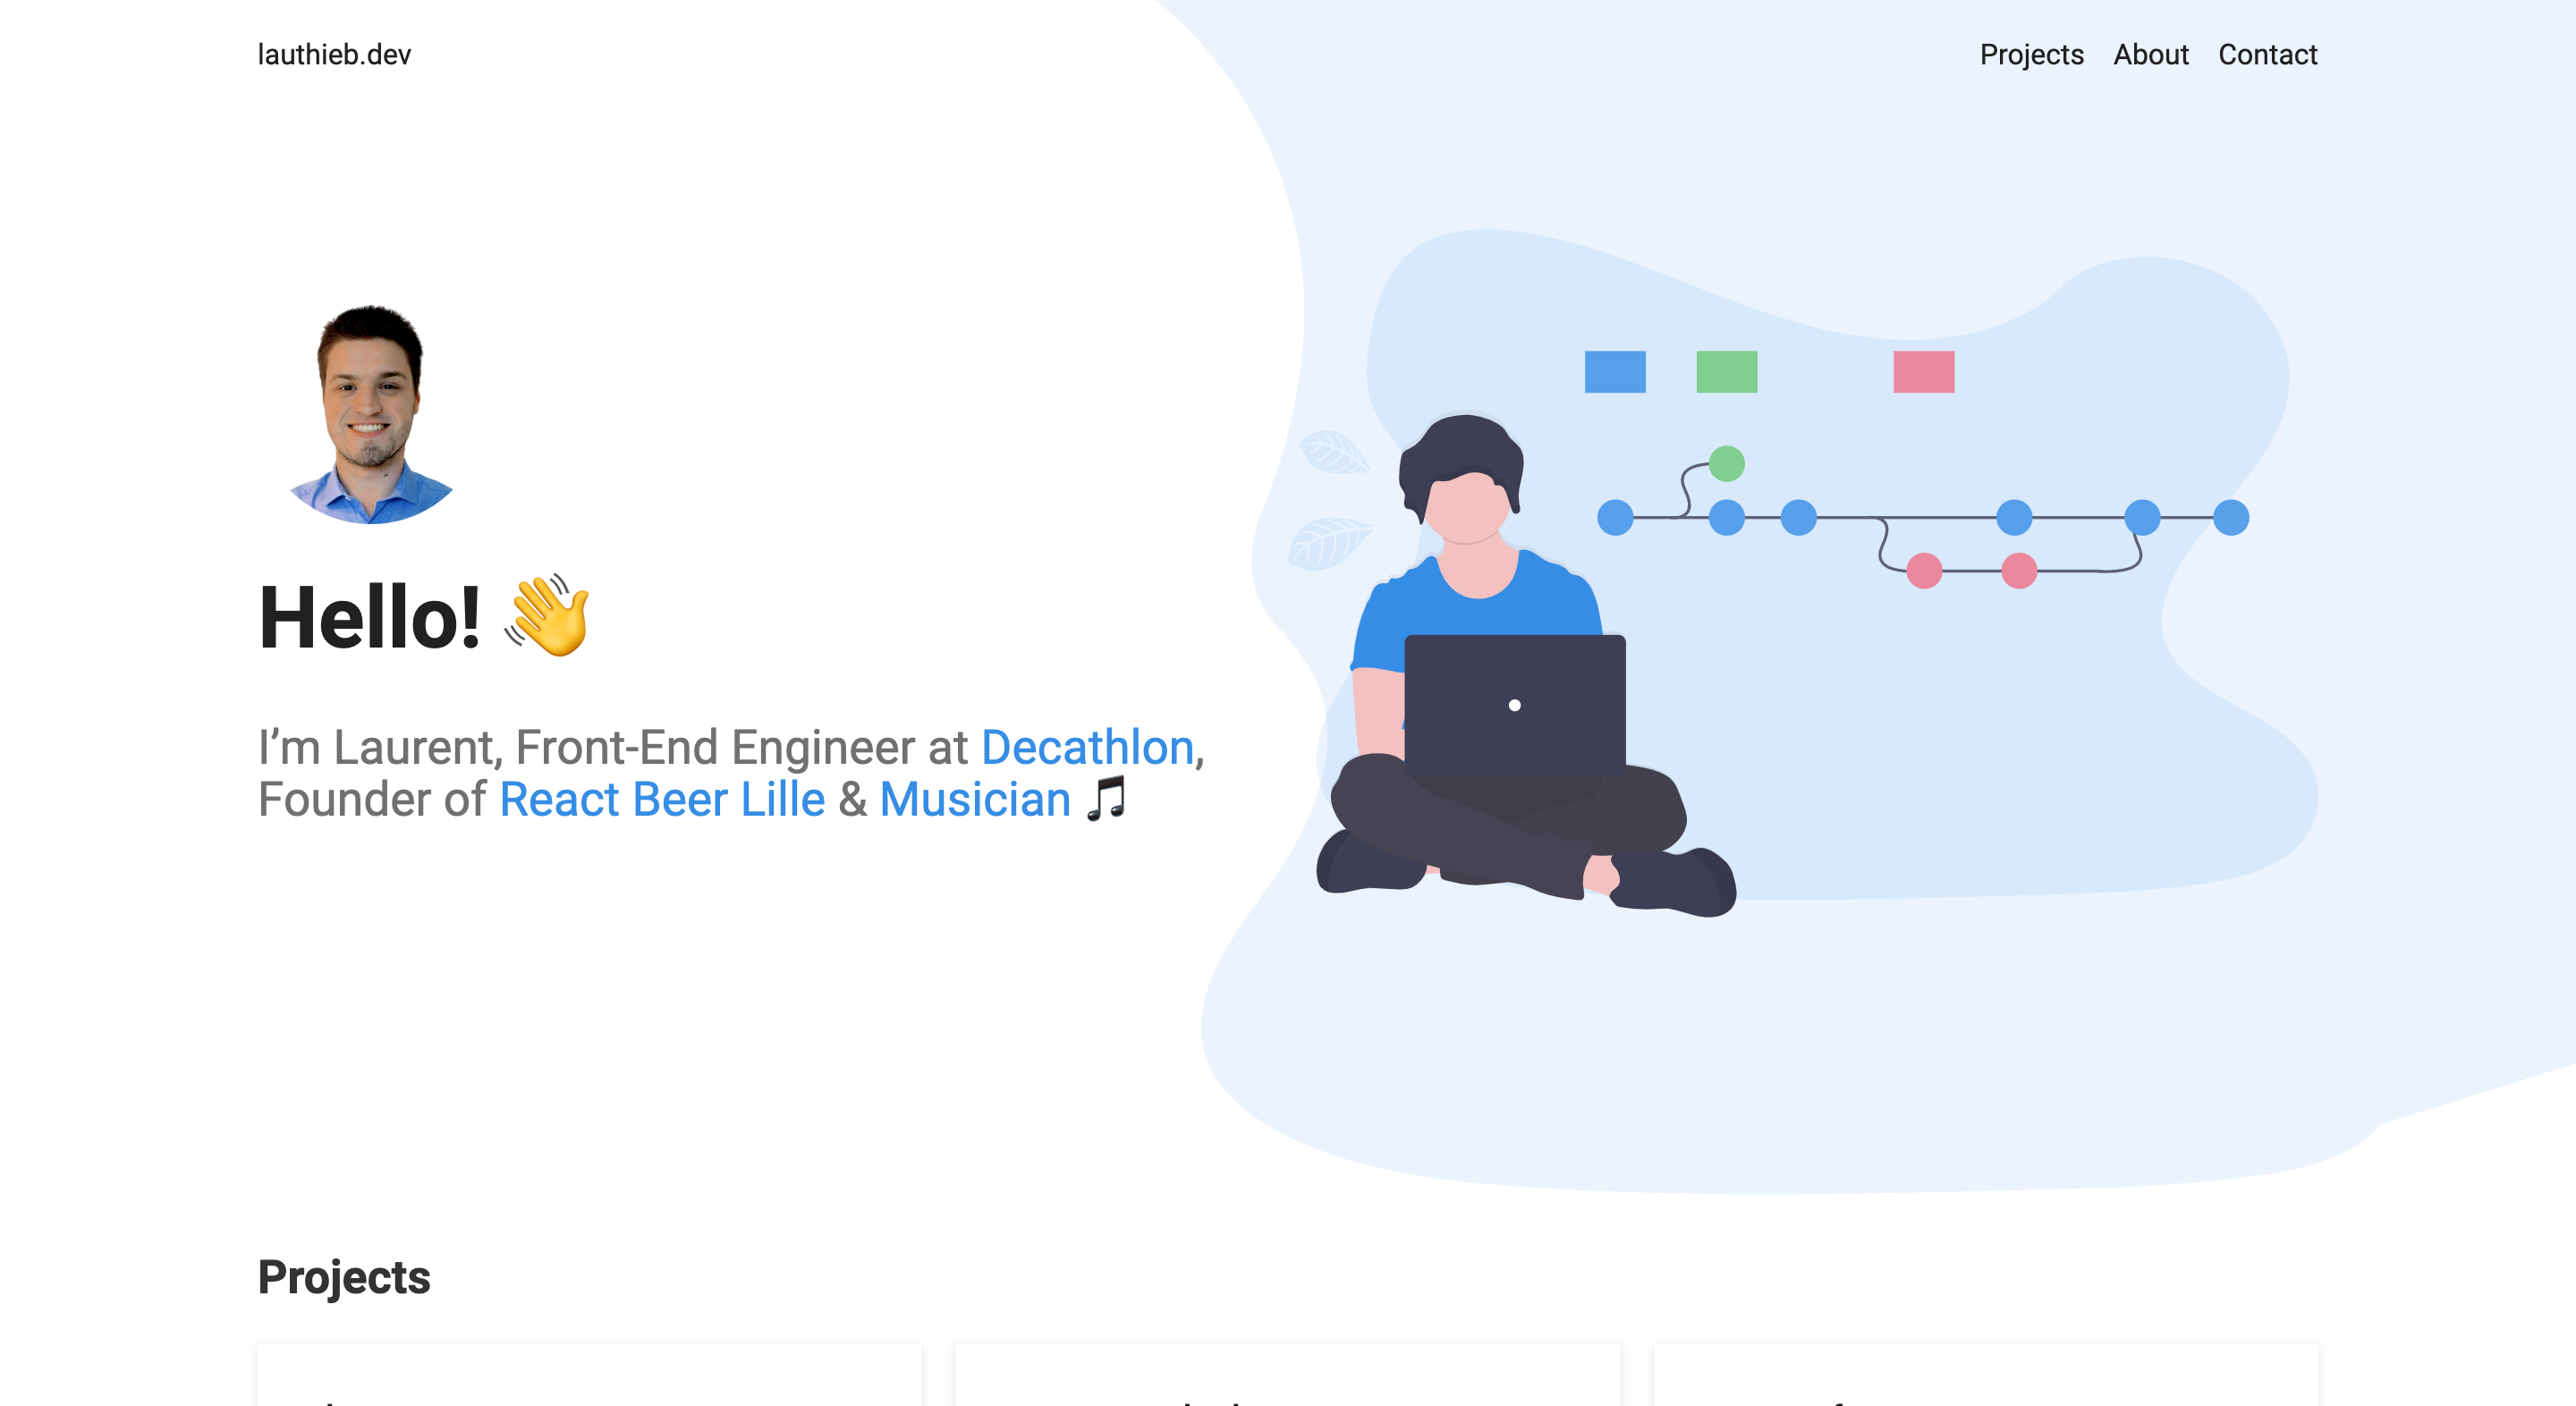 lauthieb.dev
Projects About Contact
Hello! 👋
I’m Laurent, Front-End Engineer at Decathlon,
Founder of React Beer Lille & Musician 🎵
Projects